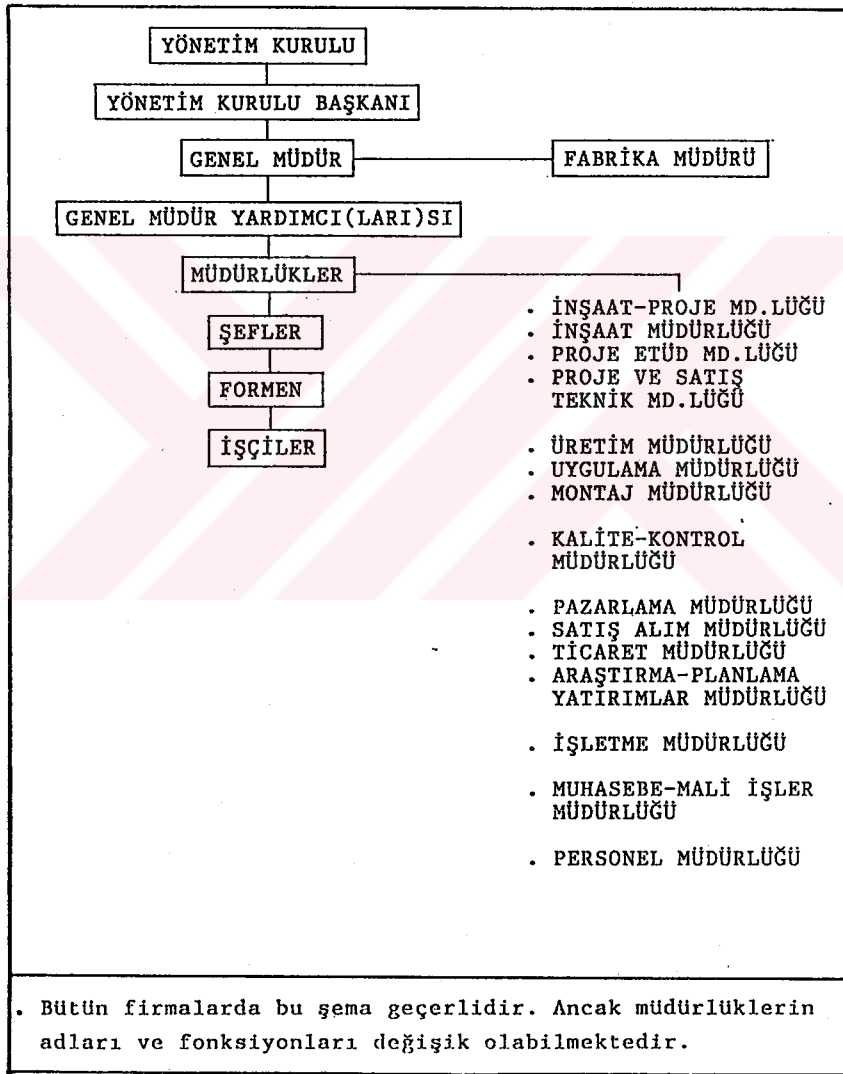 YÖNETİM KURULU
YÖNETİM KURULU BAŞKANI
GENEL MÜDÜR
FABRİKA MÜDÜRÜ
GENEL MÜDÜR YARDIMCI(LARI)SI
MÜDÜRLÜKLER
ŞEFLER
FORMEN
İŞÇİLER
. İNŞAAT-PROJE MD.LÜĞÜ
. İNŞAAT MÜDÜRLÜĞÜ
. PROJE ETÜD MD.LÜĞÜ
. PROJE VE SATIŞ
TEKNİK MD.LÜĞÜ
. ÜRETİM MÜDÜRLÜĞÜ
. UYGULAMA MÜDÜRLÜĞÜ
. MONTAJ MÜDÜRLÜĞÜ
. KALİTE-KONTROL
MÜDÜRLÜĞÜ
. PAZARLAMA MÜDÜRLÜĞÜ
. SATIŞ ALIM MÜDÜRLÜĞÜ
. TİCARET MÜDÜRLÜĞÜ
. ARAŞTIRMA-PLANLAMA
YATIRIMLAR MÜDÜRLÜĞÜ
. İŞLETME MÜDÜRLÜĞÜ
. MUHASEBE-MALİ İŞLER
MÜDÜRLÜĞÜ
. PERSONEL MÜDÜRLÜĞÜ
. Bütün firmalarda bu şema geçerlidir. Ancak müdürlüklerin
adları ve fonksiyonları değişik olabilmektedir.